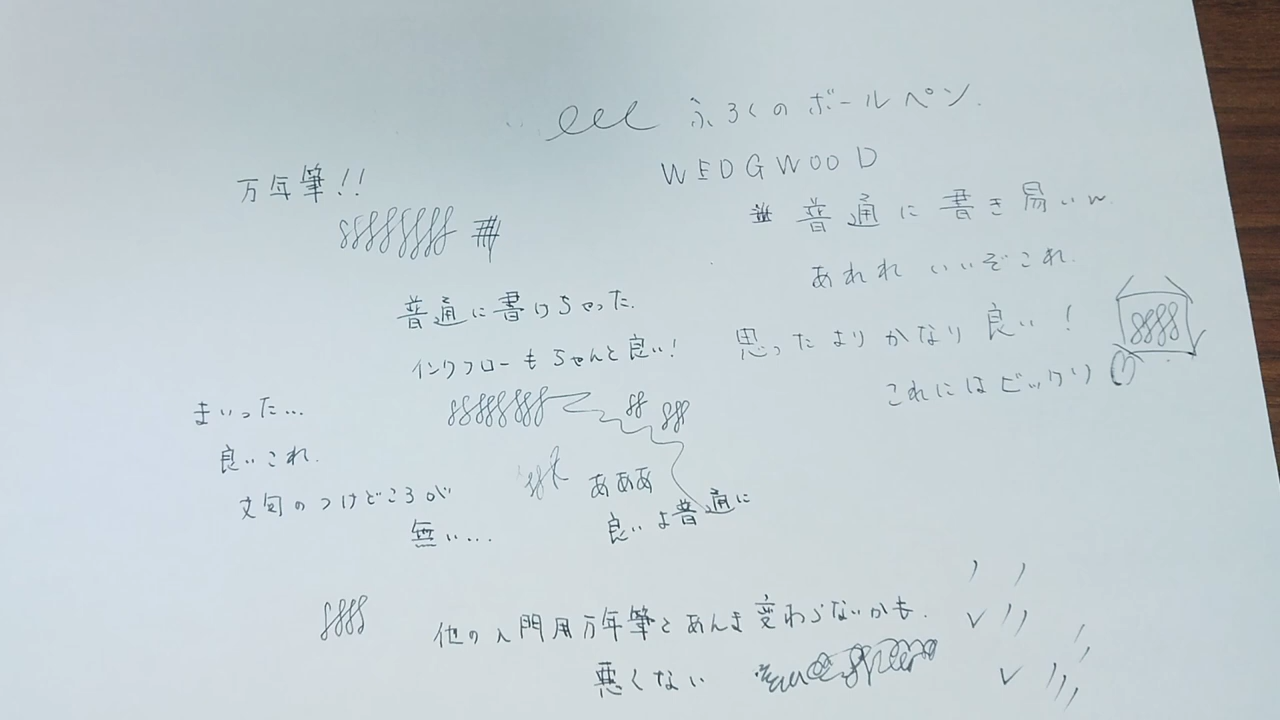 ふろくのボールペン.
WEDGWOOD
普通に書き易いw
あれれ いいぞこれ.
思ったよりかなり良い!
これにはビックリ
万年筆!!
普通に書けちゃった.
インクフローもちゃんと良い!
まいった...
良いこれ.
文句のつけどころが
無い...
あああ
良いよ普通に
他の入門用万年筆とあんま変わらないかも.
悪くない